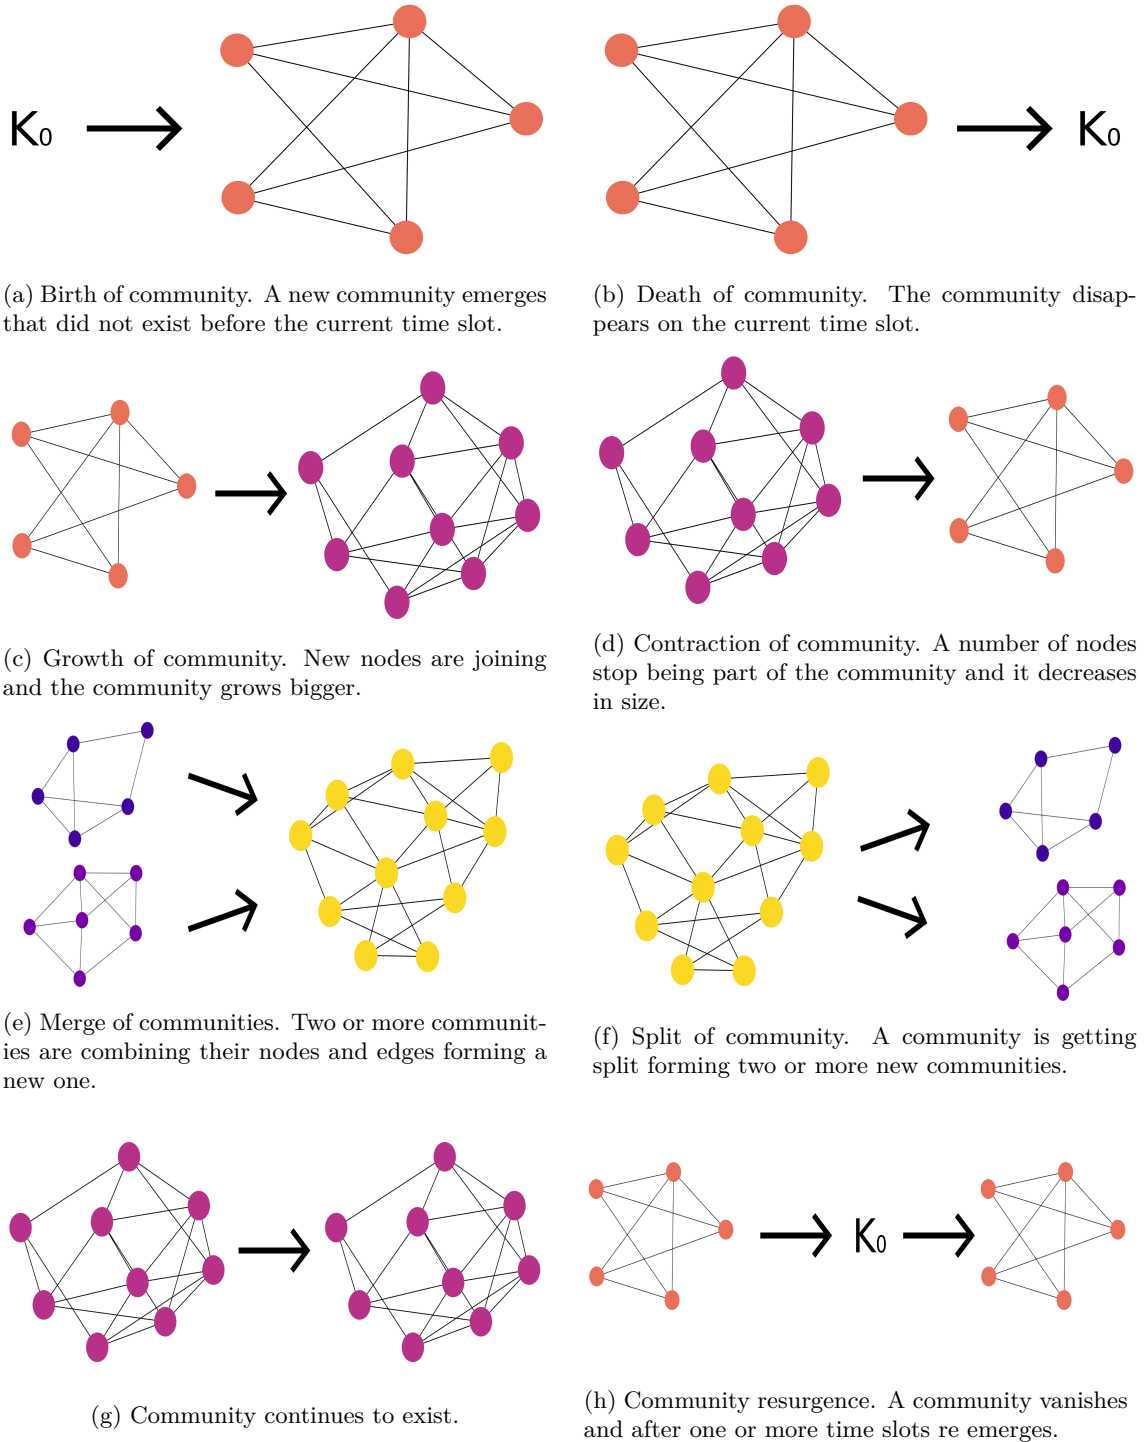 K0
K0
(a) Birth of community. A new community emerges
that did not exist before the current time slot.
(b) Death of community. The community disap-
pears on the current time slot.
(c) Growth of community. New nodes are joining
and the community grows bigger.
(d) Contraction of community. A number of nodes
stop being part of the community and it decreases
in size.
(e) Merge of communities. Two or more communit-
ies are combining their nodes and edges forming a
new one.
(f) Split of community. A community is getting
split forming two or more new communities.
K0
(g) Community continues to exist.
(h) Community resurgence. A community vanishes
and after one or more time slots re emerges.